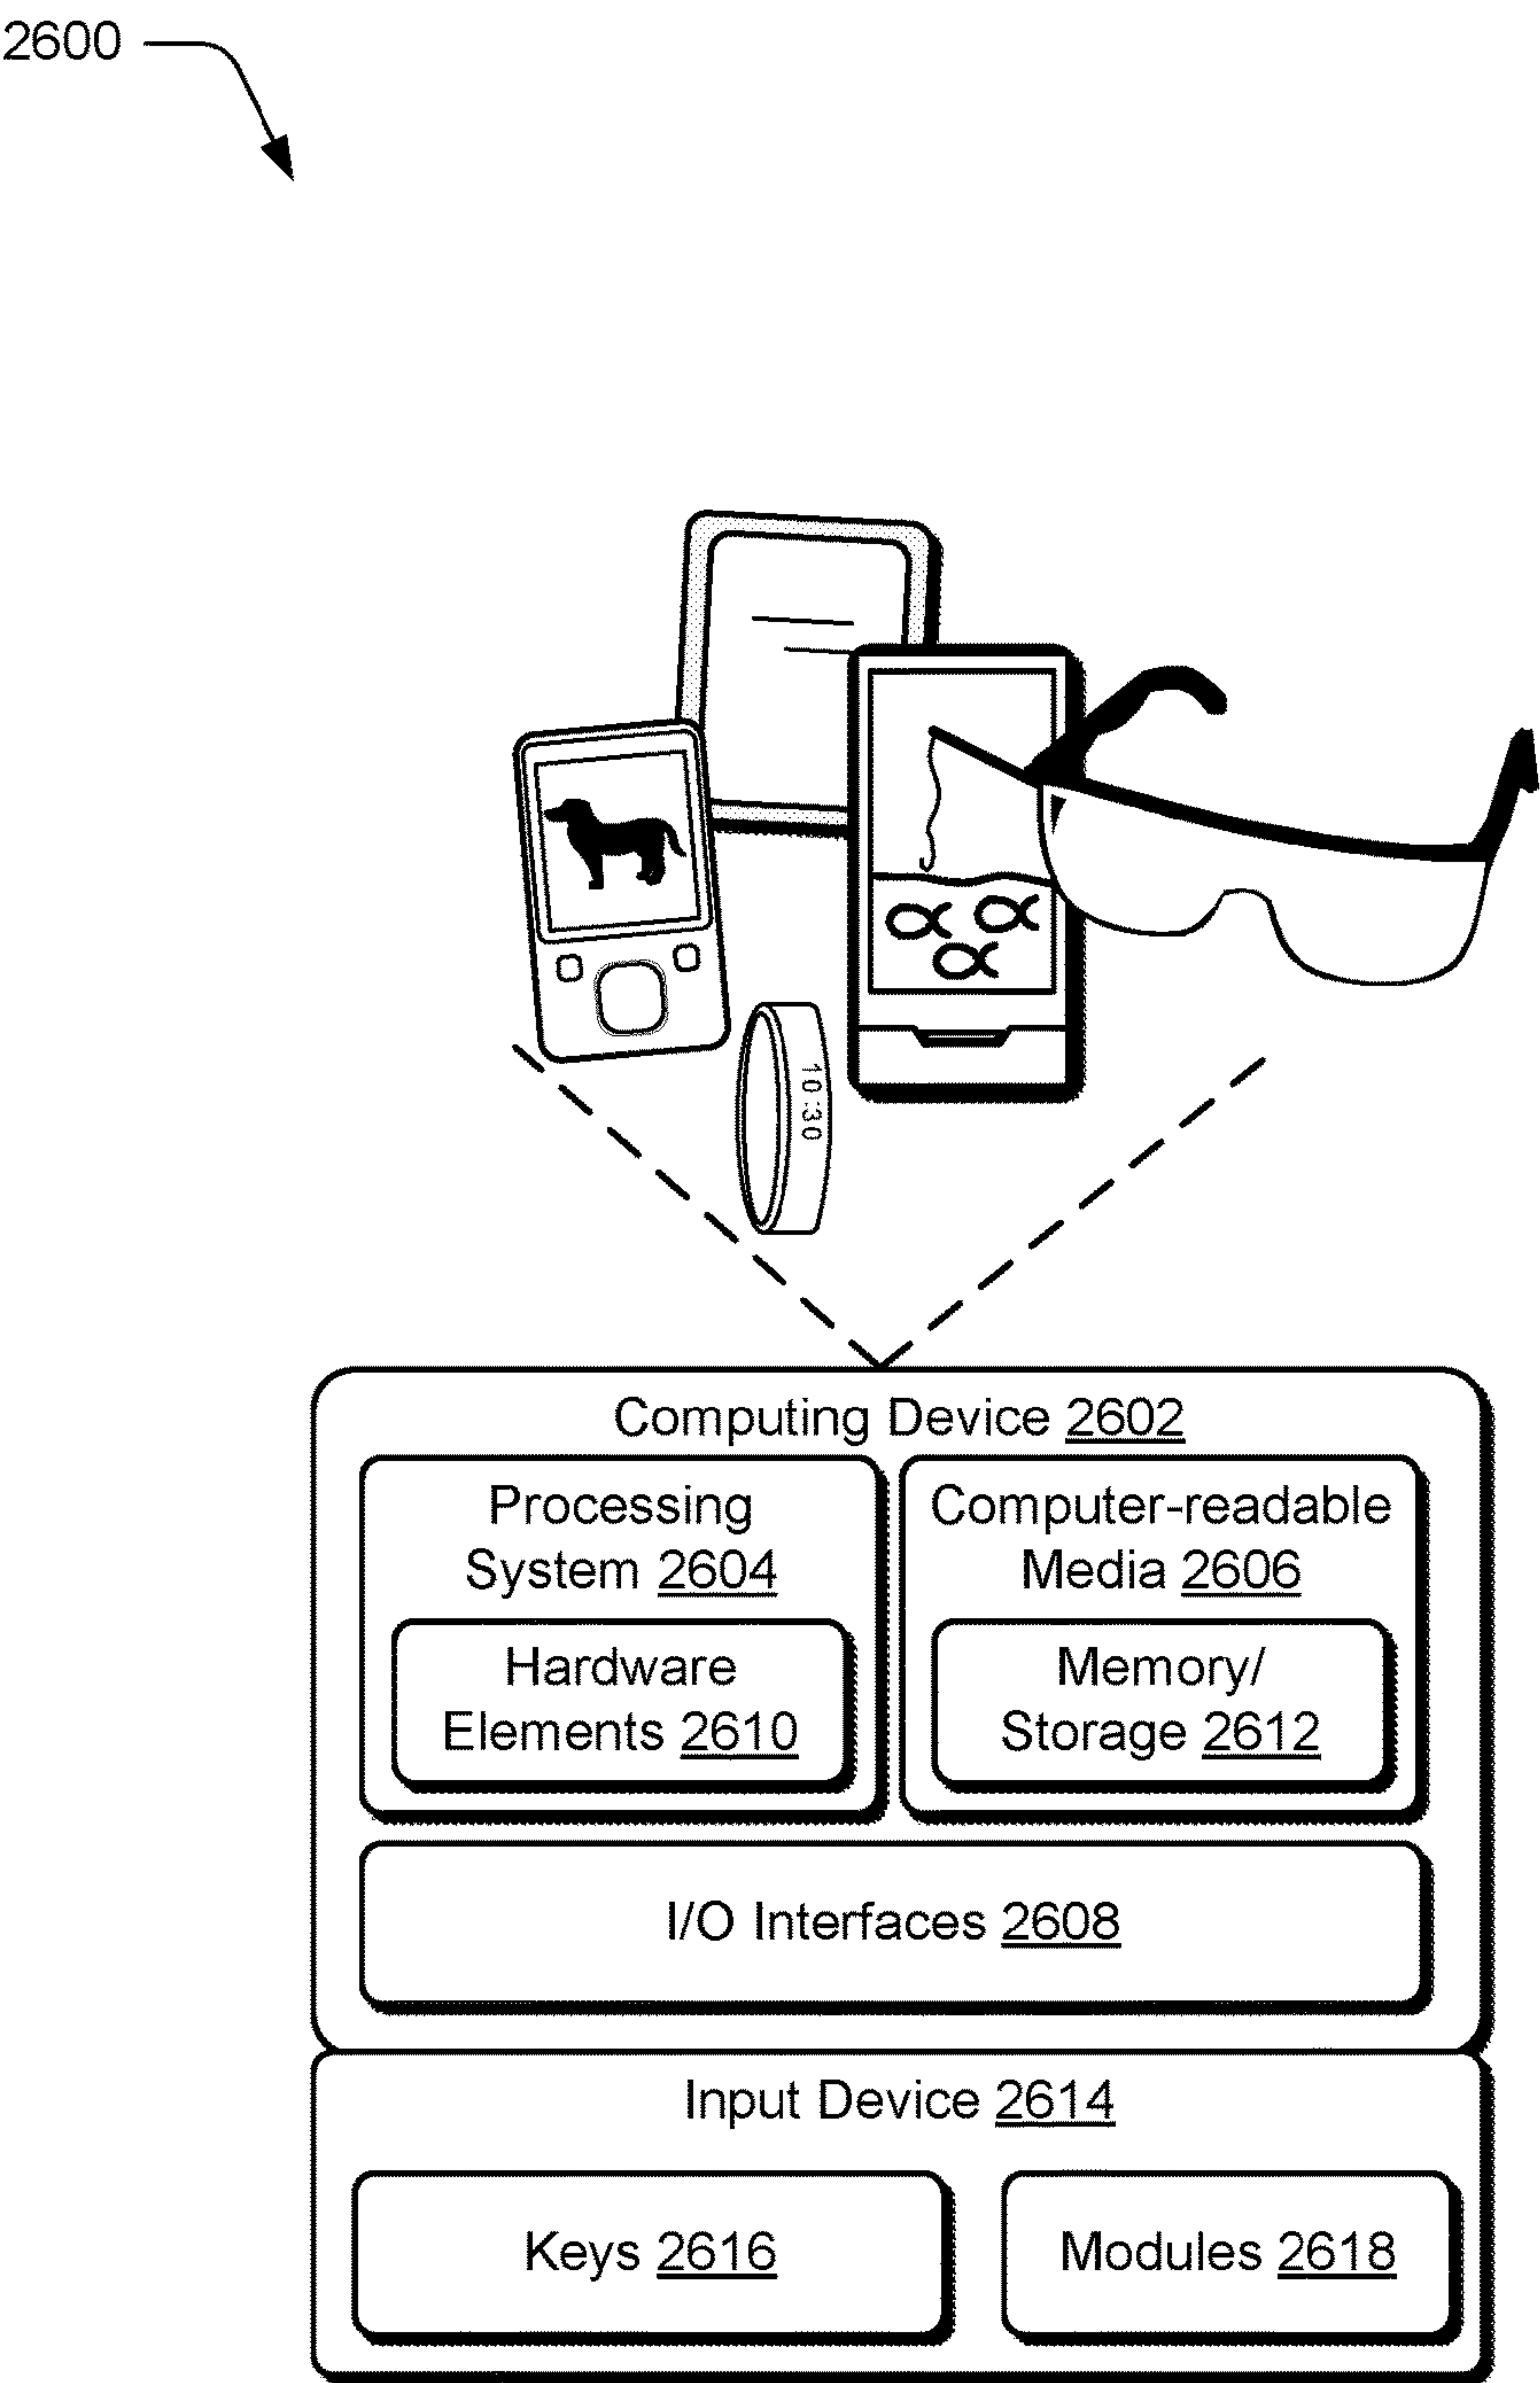 2600
10:30
Computing Device 2602
Processing
System 2604
Hardware
Elements 2610
Computer-readable
Media 2606
Memory/
Storage 2612
I/O Interfaces 2608
Input Device 2614
Keys 2616
Modules 2618